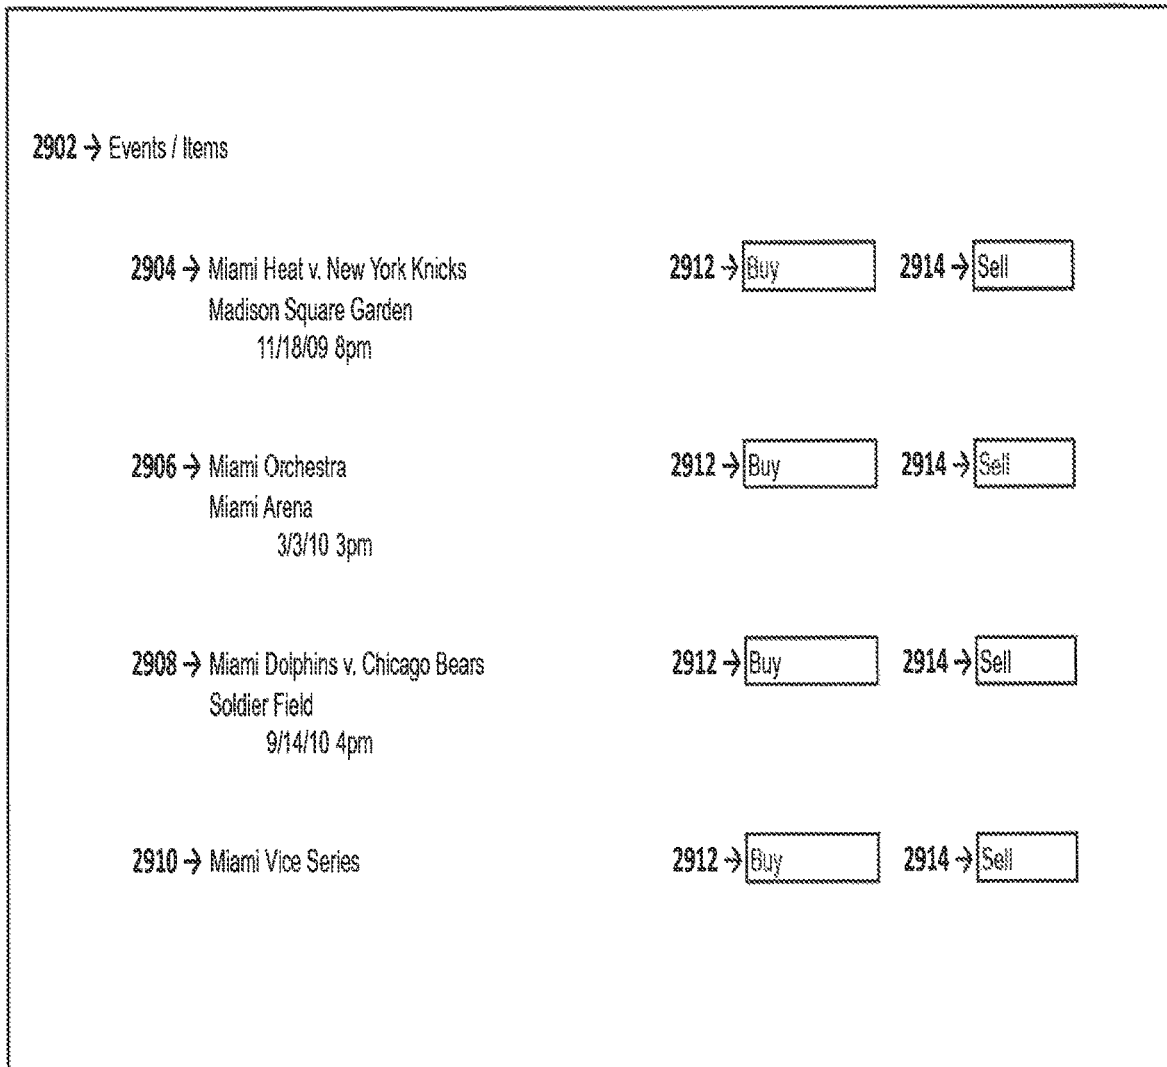 2902 → Events / Items
2904 → Miami Heat v. New York Knicks 2912 → Buy 2914 → Sell
Madison Square Garden
11/18/09 8pm
2906 → Miami Orchestra 2912 → Buy 2914 → Sell
Miami Arena
3/3/10 3pm
2908 → Miami Dolphins v. Chicago Bears 2912 → Buy 2914 → Sell
Soldier Field
9/14/10 4pm
2910 → Miami Vice Series 2912 → Buy 2914 → Sell